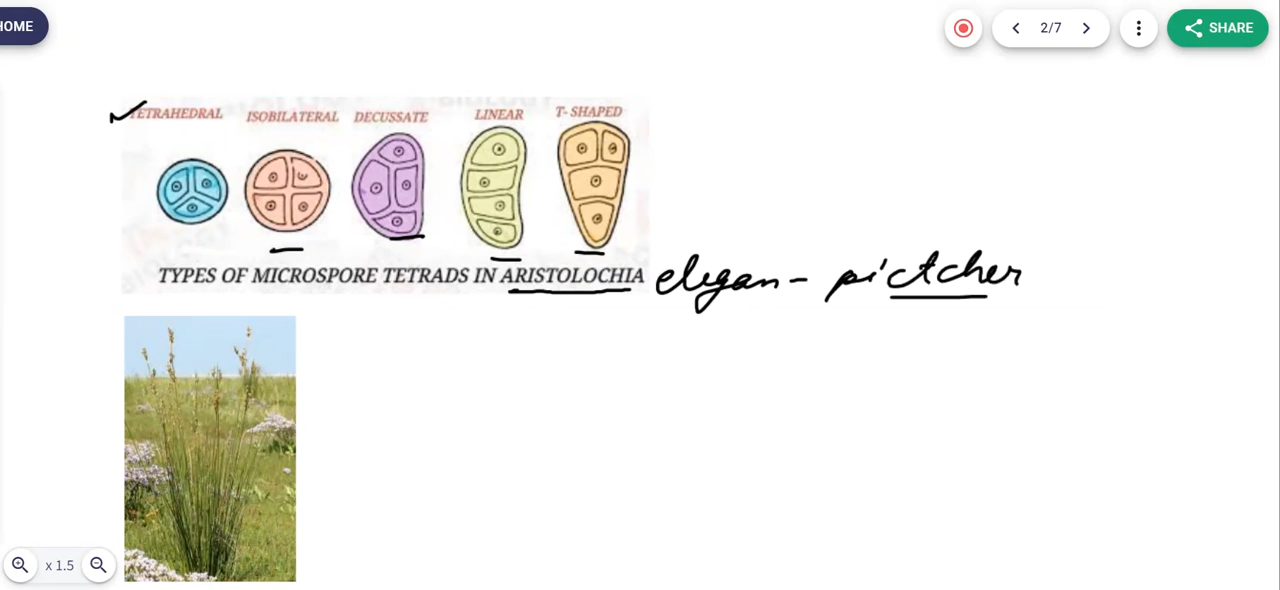 HOME
2/7
SHARE
TETRAHEDRAL ISOBILATERAL DECUSSATE LINEAR T- SHAPED
TYPES OF MICROSPORE TETRADS IN ARISTOLOCHIA elegan - pictcher
x 1.5